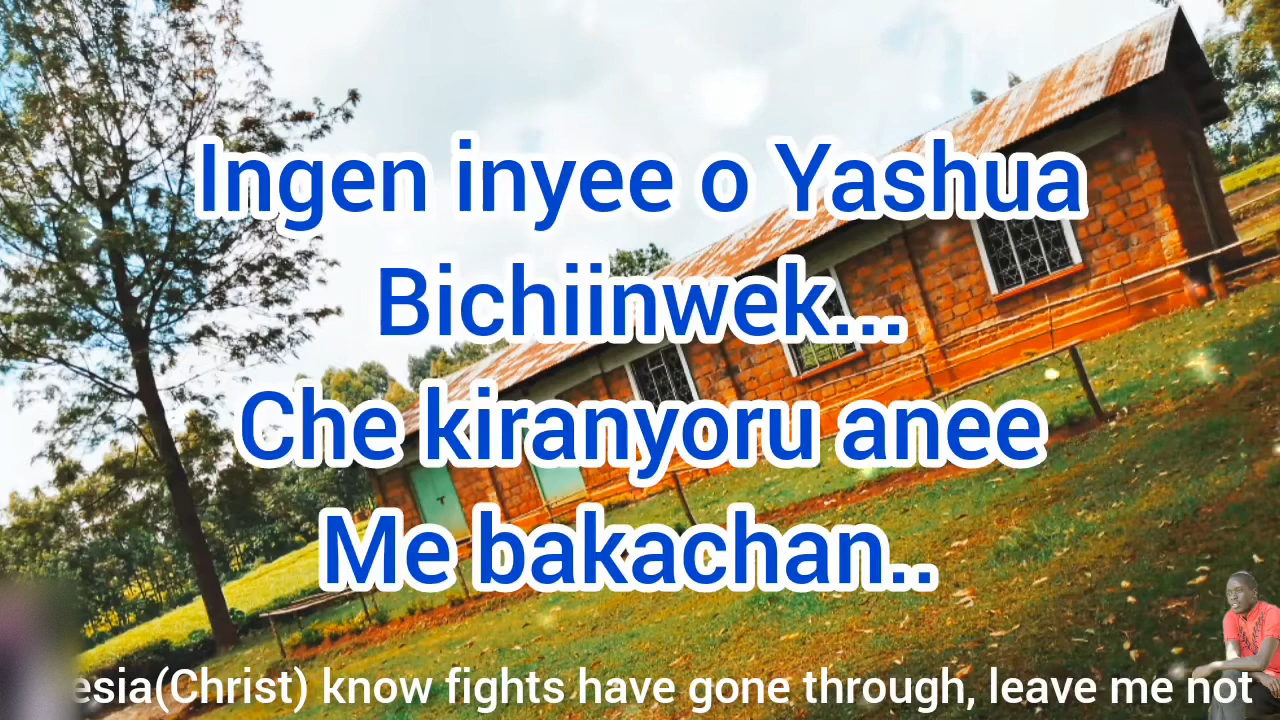 Ingen inyee o Yashua
Bichiinwek...
Che kiranyoru anee
Me bakachan..
esia(Christ) know fights have gone through, leave me not